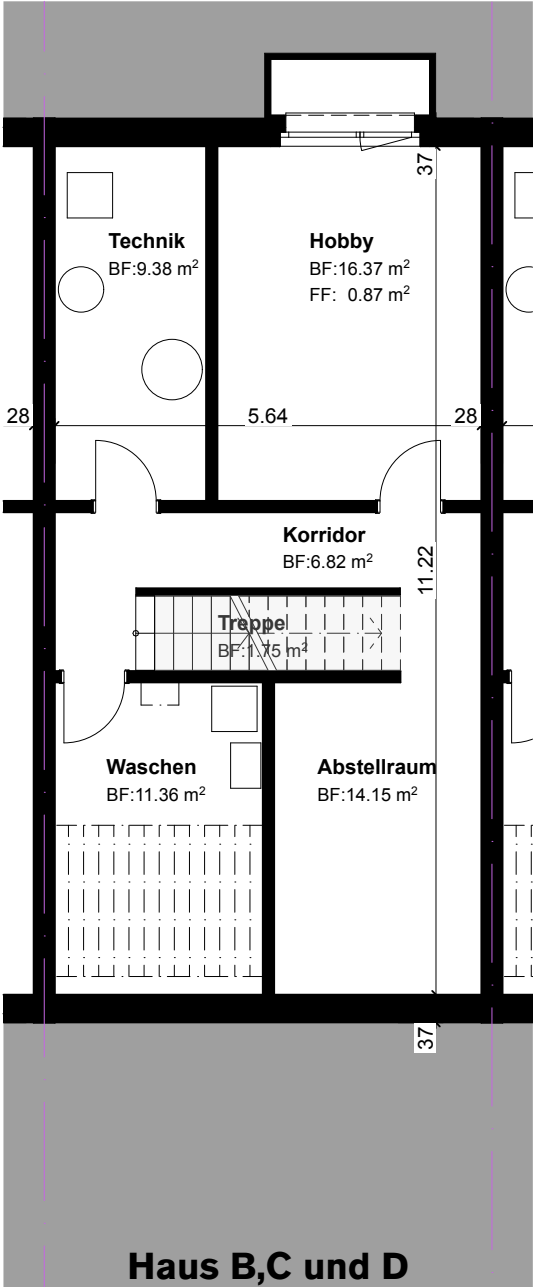 37
Technik
BF:9.38 m²
Hobby
BF:16.37 m²
FF: 0.87 m²
28
5.64
28
Korridor
BF:6.82 m²
11.22
Treppe
BF:1.75 m²
Waschen
BF:11.36 m²
Abstellraum
BF:14.15 m²
37
Haus B,C und D